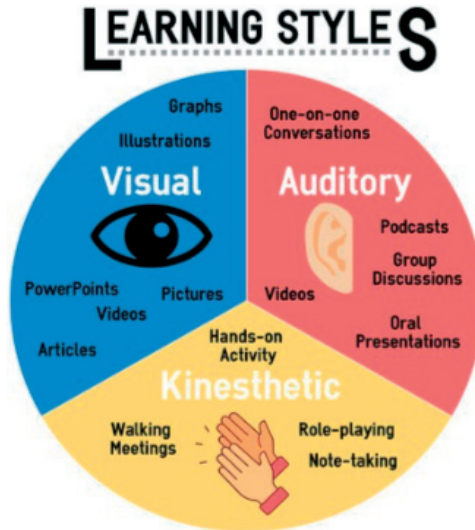 LEARNING STYLES
Graphs
Illustrations
Visual
PowerPoints
Videos
Pictures
Articles
One-on-one
Conversations
Auditory
Podcasts
Group
Discussions
Videos
Oral
Presentations
Hands-on
Activity
Kinesthetic
Walking
Meetings
Role-playing
Note-taking